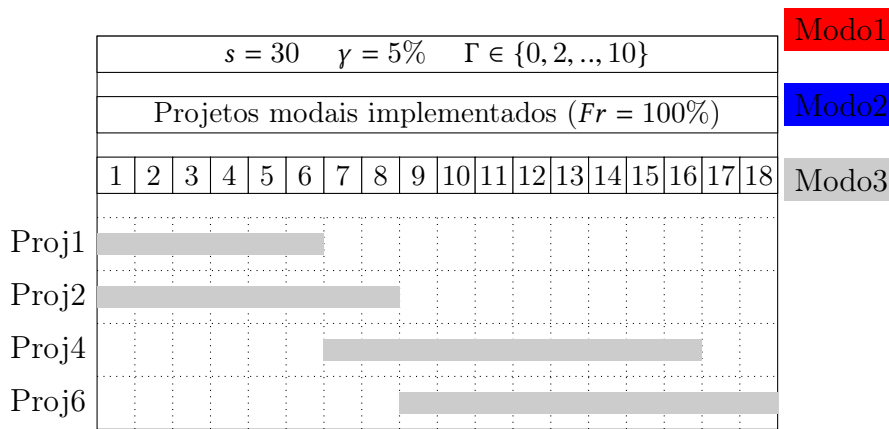 s = 30 γ = 5% Γ ∈ {0, 2, .., 10}
Projetos modais implementados (Fr = 100%)
1 2 3 4 5 6 7 8 9 10 11 12 13 14 15 16 17 18
Proj1
Proj2
Proj4
Proj6
Modo1
Modo2
Modo3